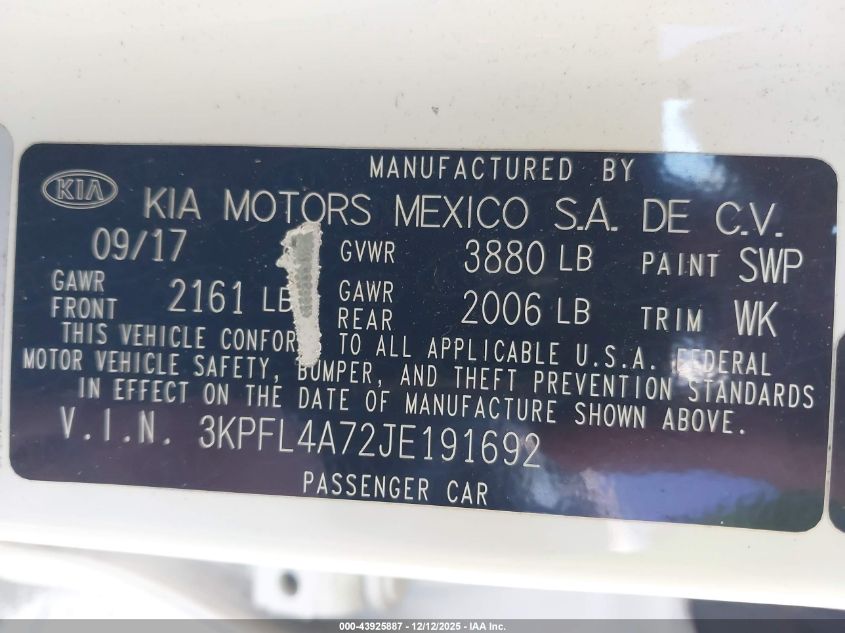 MANUFACTURED BY
KIA KIA MOTORS MEXICO S.A. DE C.V.
09/17 GVWR 3880 LB PAINT SWP
GAWR FRONT 2161 LB GAWR REAR 2006 LB TRIM WK
THIS VEHICLE CONFOR TO ALL APPLICABLE U.S.A. FEDERAL
MOTOR VEHICLE SAFETY, BUMPER, AND THEFT PREVENTION STANDARDS
IN EFFECT ON THE DATE OF MANUFACTURE SHOWN ABOVE.
V.I.N. 3KPFL4A72JE191692
PASSENGER CAR
000-43925887 - 12/12/2025 - IAA Inc.